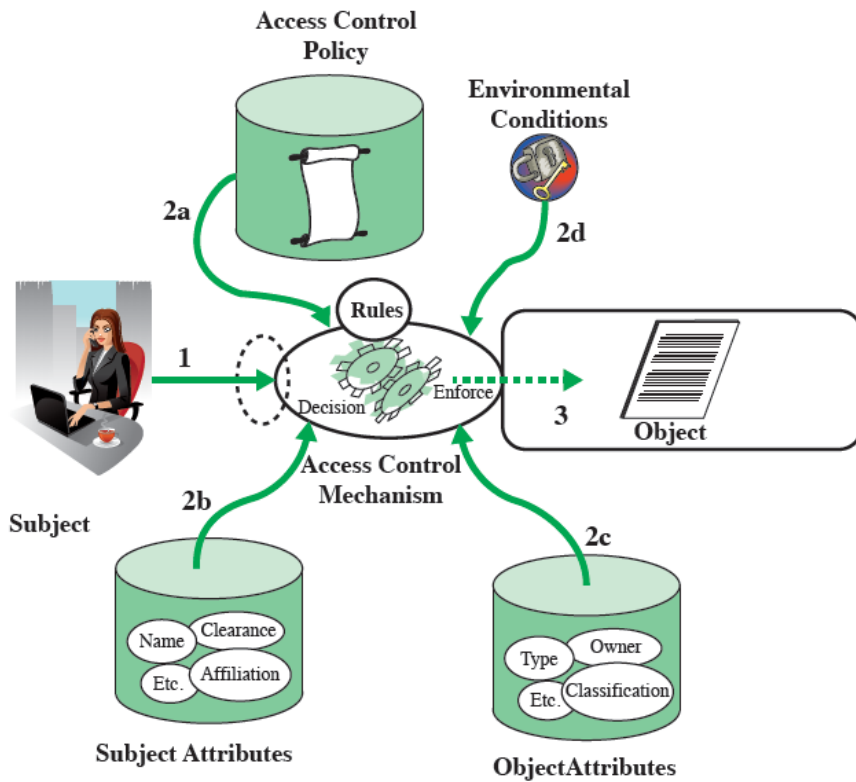 Access Control
Policy
Environmental
Conditions
2a
2d
Rules
1
Decision
Enforce
3
Object
Access Control
Mechanism
Subject
2b
2c
Name
Clearance
Etc.
Affiliation
Type
Owner
Etc.
Classification
Subject Attributes
ObjectAttributes